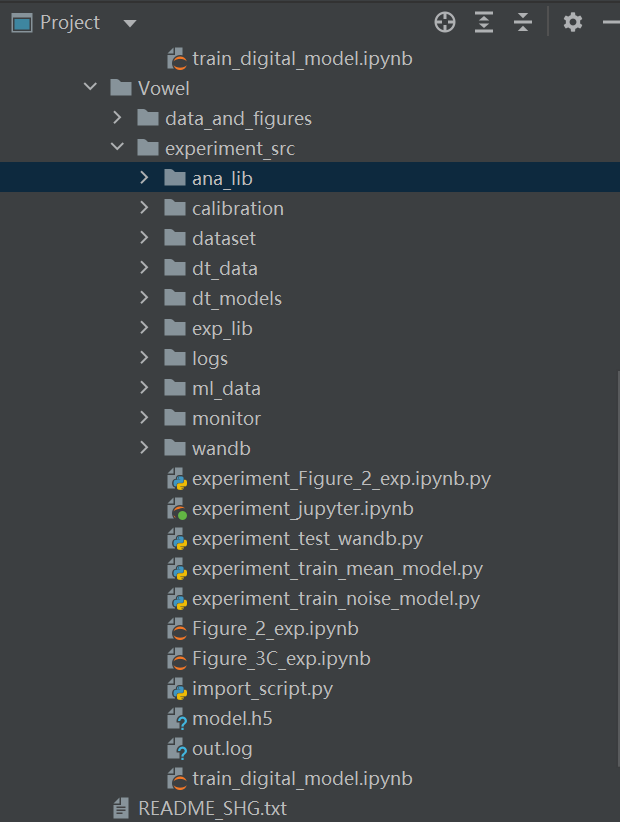 Project
train_digital_model.ipynb
Vowel
data_and_figures
experiment_src
ana_lib
calibration
dataset
dt_data
dt_models
exp_lib
logs
ml_data
monitor
wandb
experiment_Figure_2_exp.ipynb.py
experiment_jupyter.ipynb
experiment_test_wandb.py
experiment_train_mean_model.py
experiment_train_noise_model.py
Figure_2_exp.ipynb
Figure_3C_exp.ipynb
import_script.py
model.h5
out.log
train_digital_model.ipynb
README_SHG.txt